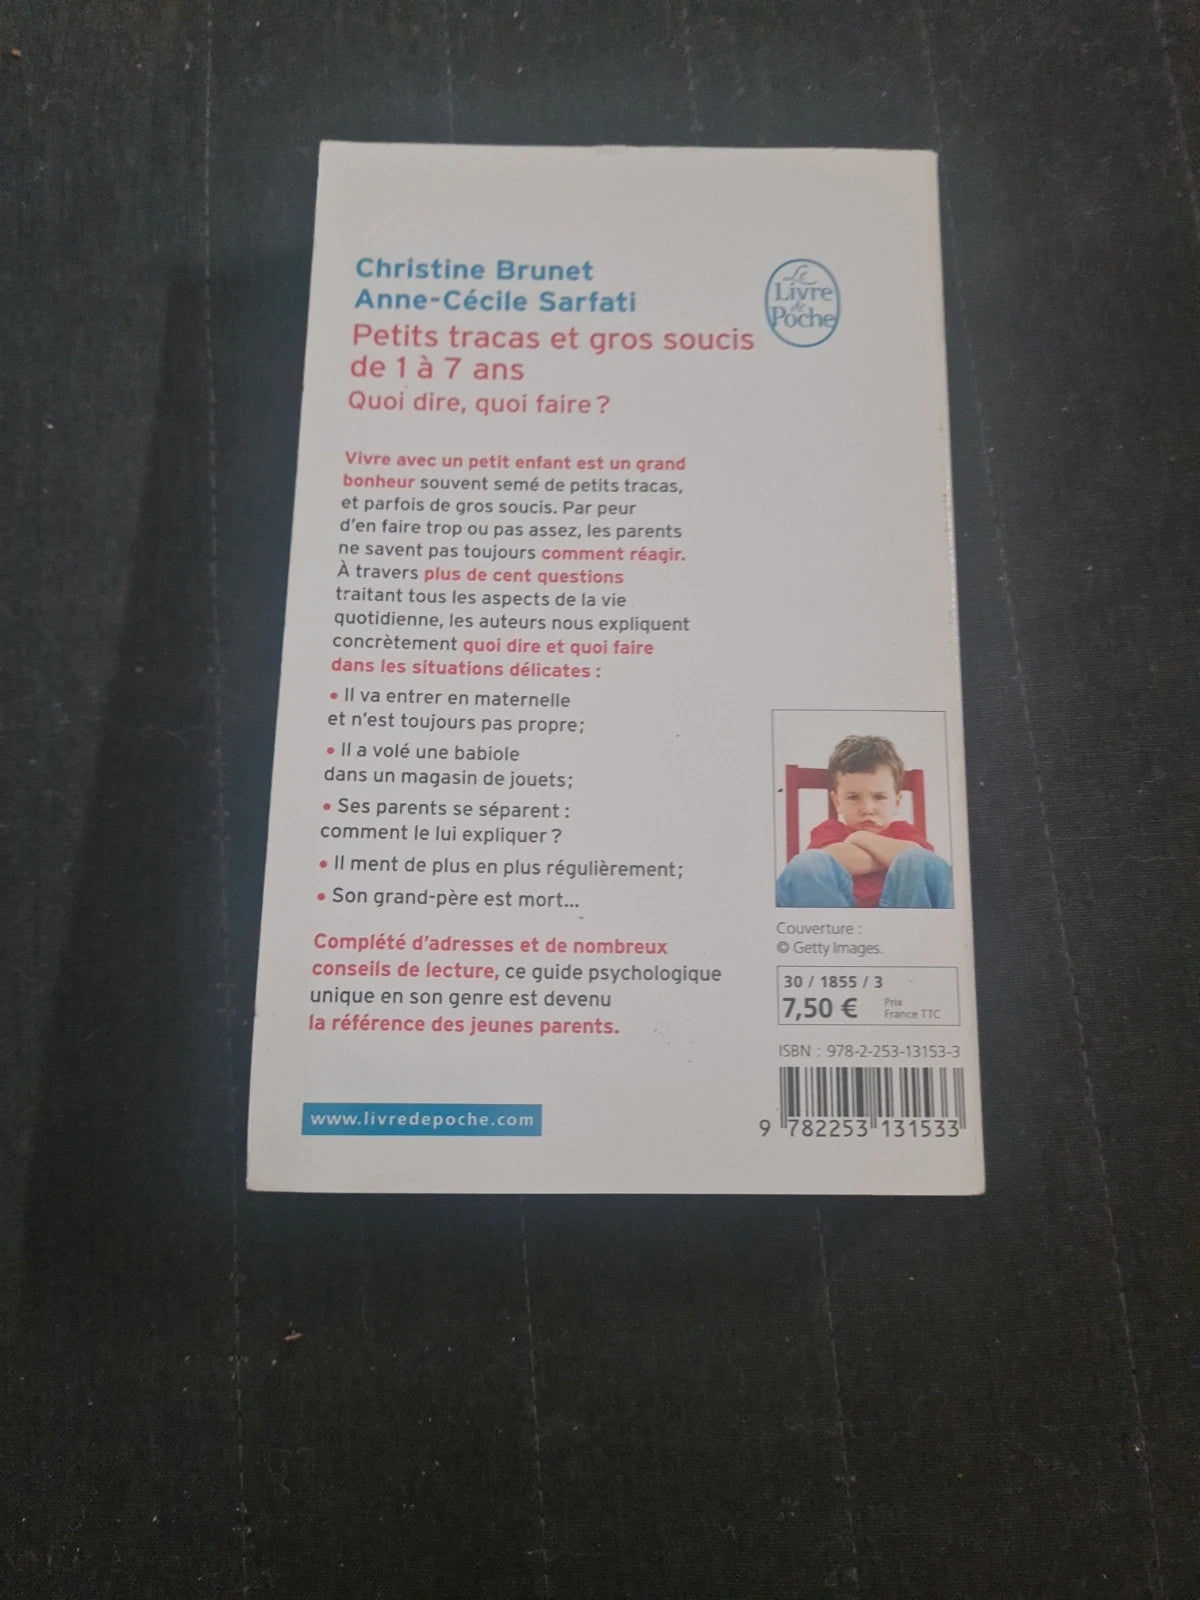 Christine Brunet
Anne-Cécile Sarfati
Petits tracas et gros soucis
de 1 à 7 ans
Quoi dire, quoi faire ?
Le
Livre
de
Poche
Vivre avec un petit enfant est un grand
bonheur souvent semé de petits tracas,
et parfois de gros soucis. Par peur
d'en faire trop ou pas assez, les parents
ne savent pas toujours comment réagir.
À travers plus de cent questions
traitant tous les aspects de la vie
quotidienne, les auteurs nous expliquent
concrètement quoi dire et quoi faire
dans les situations délicates :
• Il va entrer en maternelle
et n'est toujours pas propre;
• Il a volé une babiole
dans un magasin de jouets;
• Ses parents se séparent :
comment le lui expliquer ?
• Il ment de plus en plus régulièrement;
• Son grand-père est mort...
Complété d'adresses et de nombreux
conseils de lecture, ce guide psychologique
unique en son genre est devenu
la référence des jeunes parents.
www.livredepoche.com
Couverture :
© Getty Images.
30 / 1855 / 3
7,50 € Prix
France TTC
ISBN : 978-2-253-13153-3
9 782253 131533